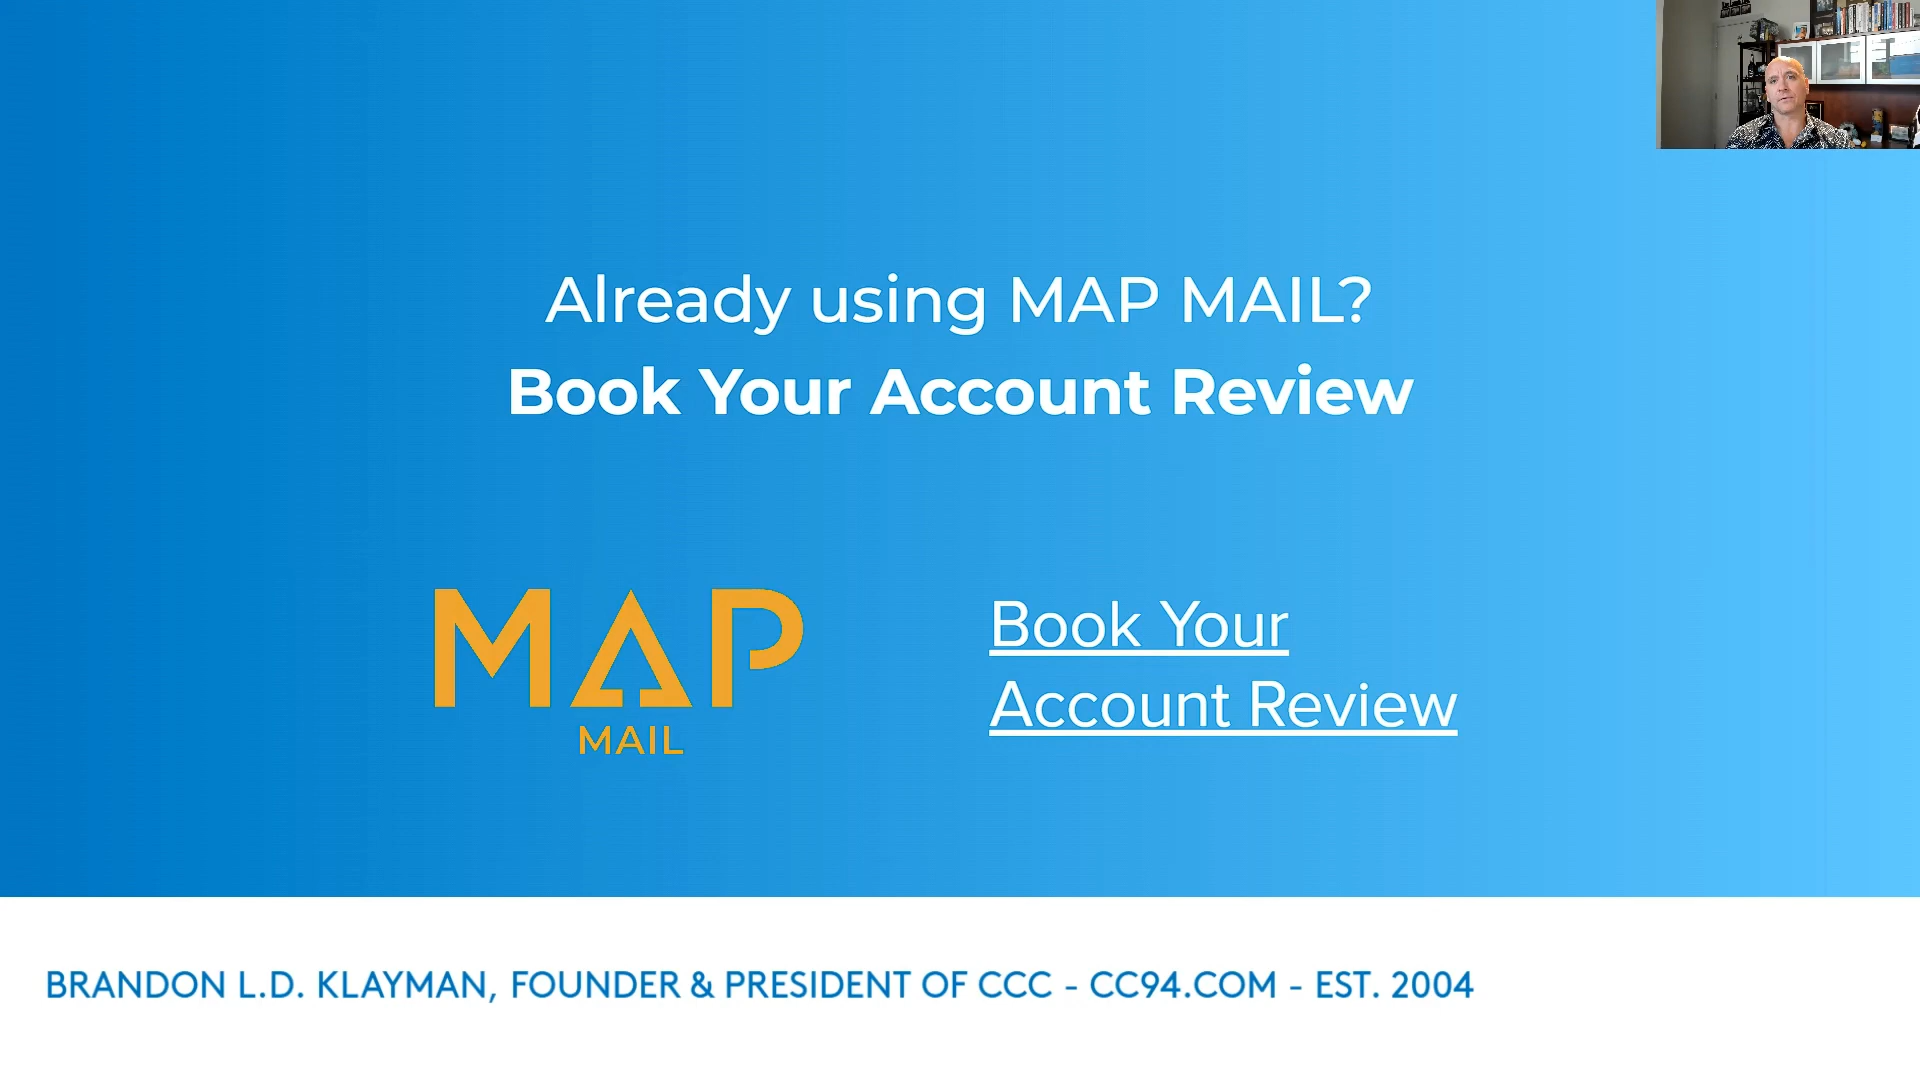 Already using MAP MAIL?
Book Your Account Review
MAP
MAIL
Book Your
Account Review
BRANDON L.D. KLAYMAN, FOUNDER & PRESIDENT OF CCC - CC94.COM - EST. 2004